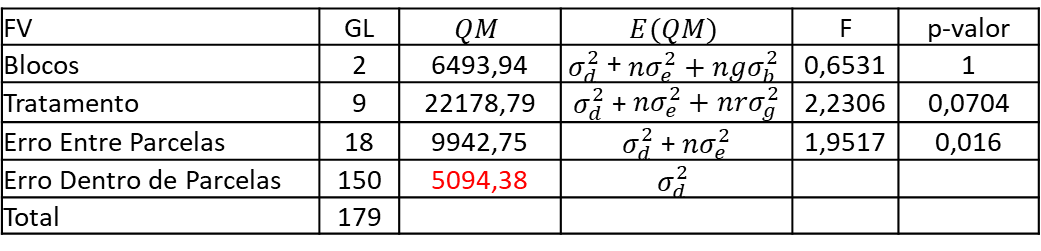 FV GL QM E(QM) F p-valor
Blocos 2 6493,94 σ_d^2 + nσ_e^2 + ngσ_b^2 0,6531 1
Tratamento 9 22178,79 σ_d^2 + nσ_e^2 + nrσ_g^2 2,2306 0,0704
Erro Entre Parcelas 18 9942,75 σ_d^2 + nσ_e^2 1,9517 0,016
Erro Dentro de Parcelas 150 5094,38 σ_d^2
Total 179